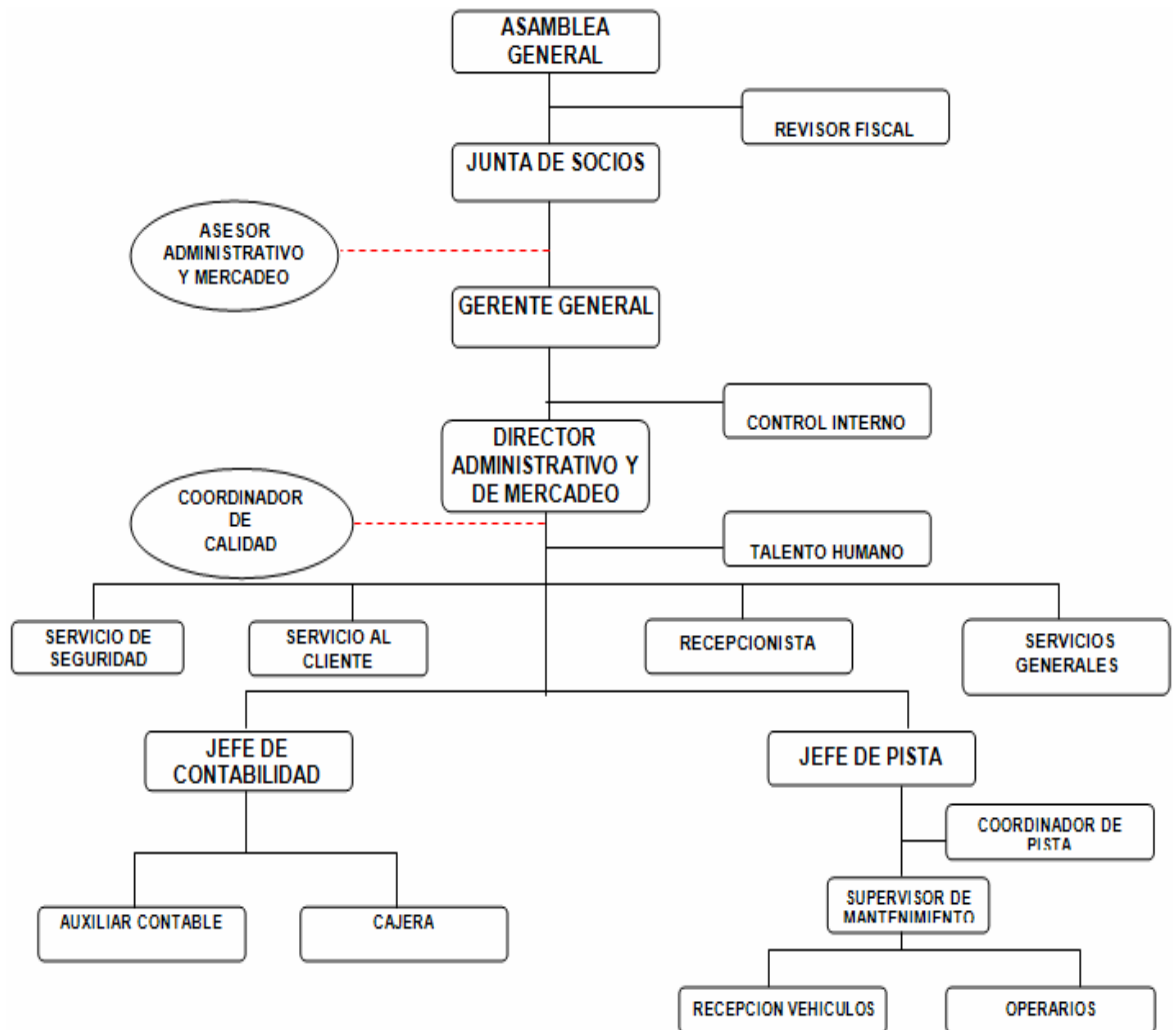 ASAMBLEA
GENERAL
REVISOR FISCAL
JUNTA DE SOCIOS
ASESOR
ADMINISTRATIVO
Y MERCADEO
GERENTE GENERAL
CONTROL INTERNO
DIRECTOR
ADMINISTRATIVO Y
DE MERCADEO
COORDINADOR
DE
CALIDAD
TALENTO HUMANO
SERVICIO DE
SEGURIDAD
SERVICIO AL
CLIENTE
RECEPCIONISTA
SERVICIOS
GENERALES
JEFE DE
CONTABILIDAD
JEFE DE PISTA
COORDINADOR DE
PISTA
SUPERVISOR DE
MANTENIMIENTO
AUXILIAR CONTABLE
CAJERA
RECEPCION VEHICULOS
OPERARIOS